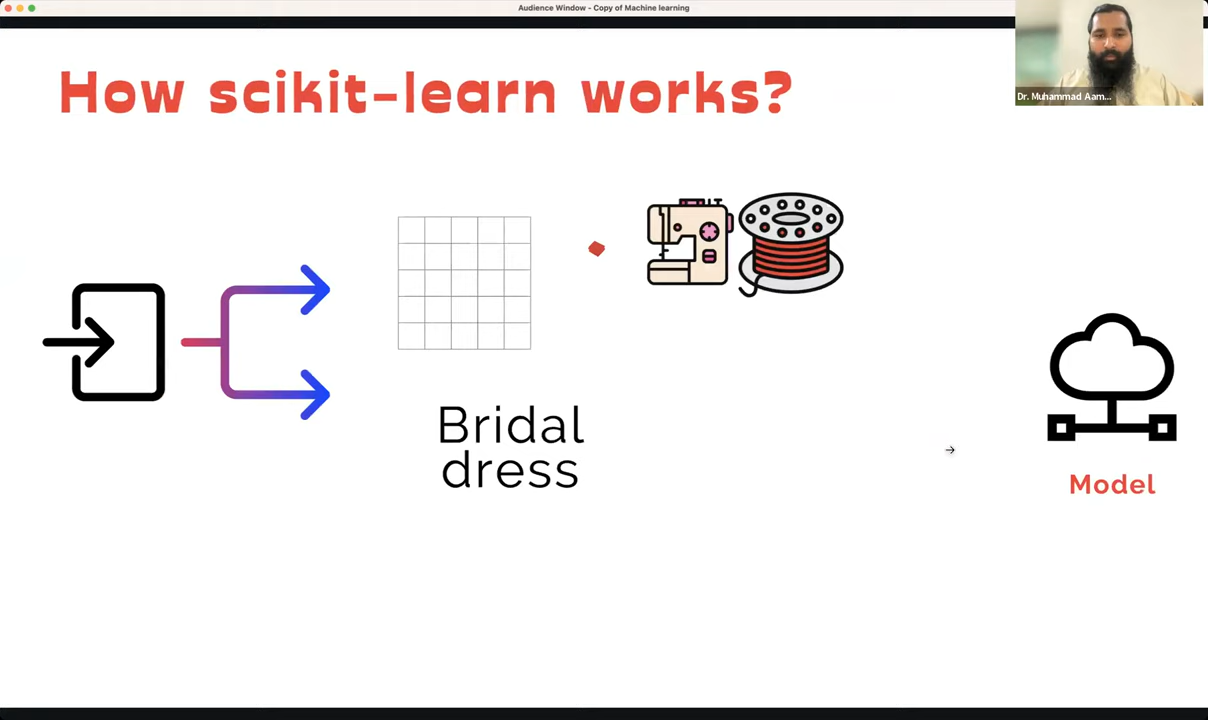 Audience Window - Copy of Machine learning
How scikit-learn works?
Dr. Muhammad Aam...
Bridal
dress
Model